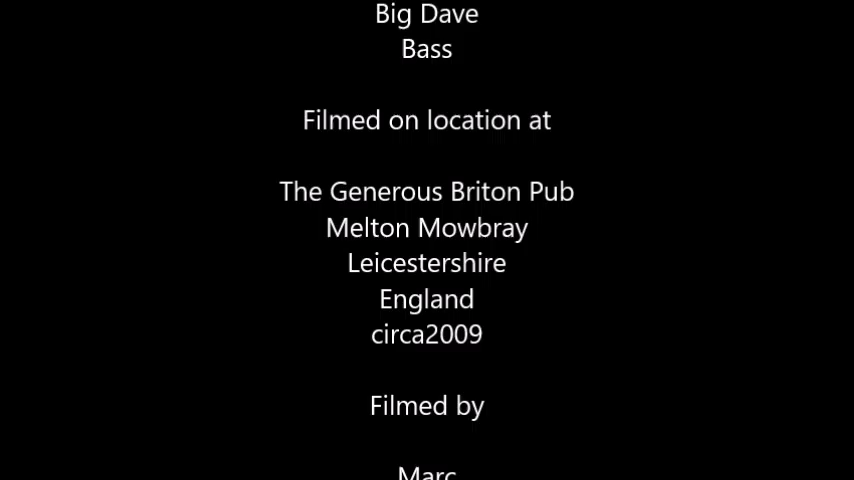 Big Dave
Bass
Filmed on location at
The Generous Briton Pub
Melton Mowbray
Leicestershire
England
circa2009
Filmed by
Marc